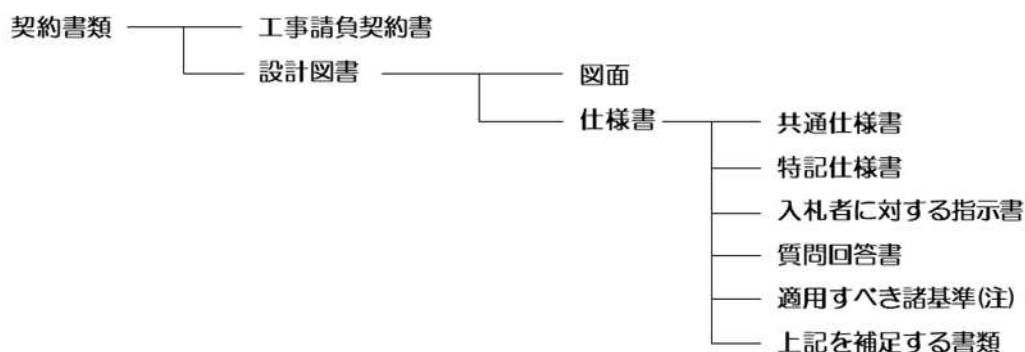 契約書類
工事請負契約書
設計図書
図面
仕様書
共通仕様書
特記仕様書
入札者に対する指示書
質問回答書
適用すべき諸基準(注)
上記を補足する書類